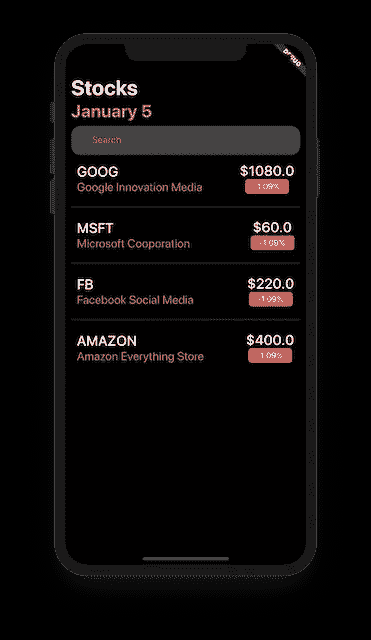 DEBUG
Stocks
January 5
Search
GOOG
$1080.0
Google Innovation Media
-1.09%
MSFT
$60.0
Microsoft Cooporation
-1.09%
FB
$220.0
Facebook Social Media
-1.09%
AMAZON
$400.0
Amazon Everything Store
-1.09%